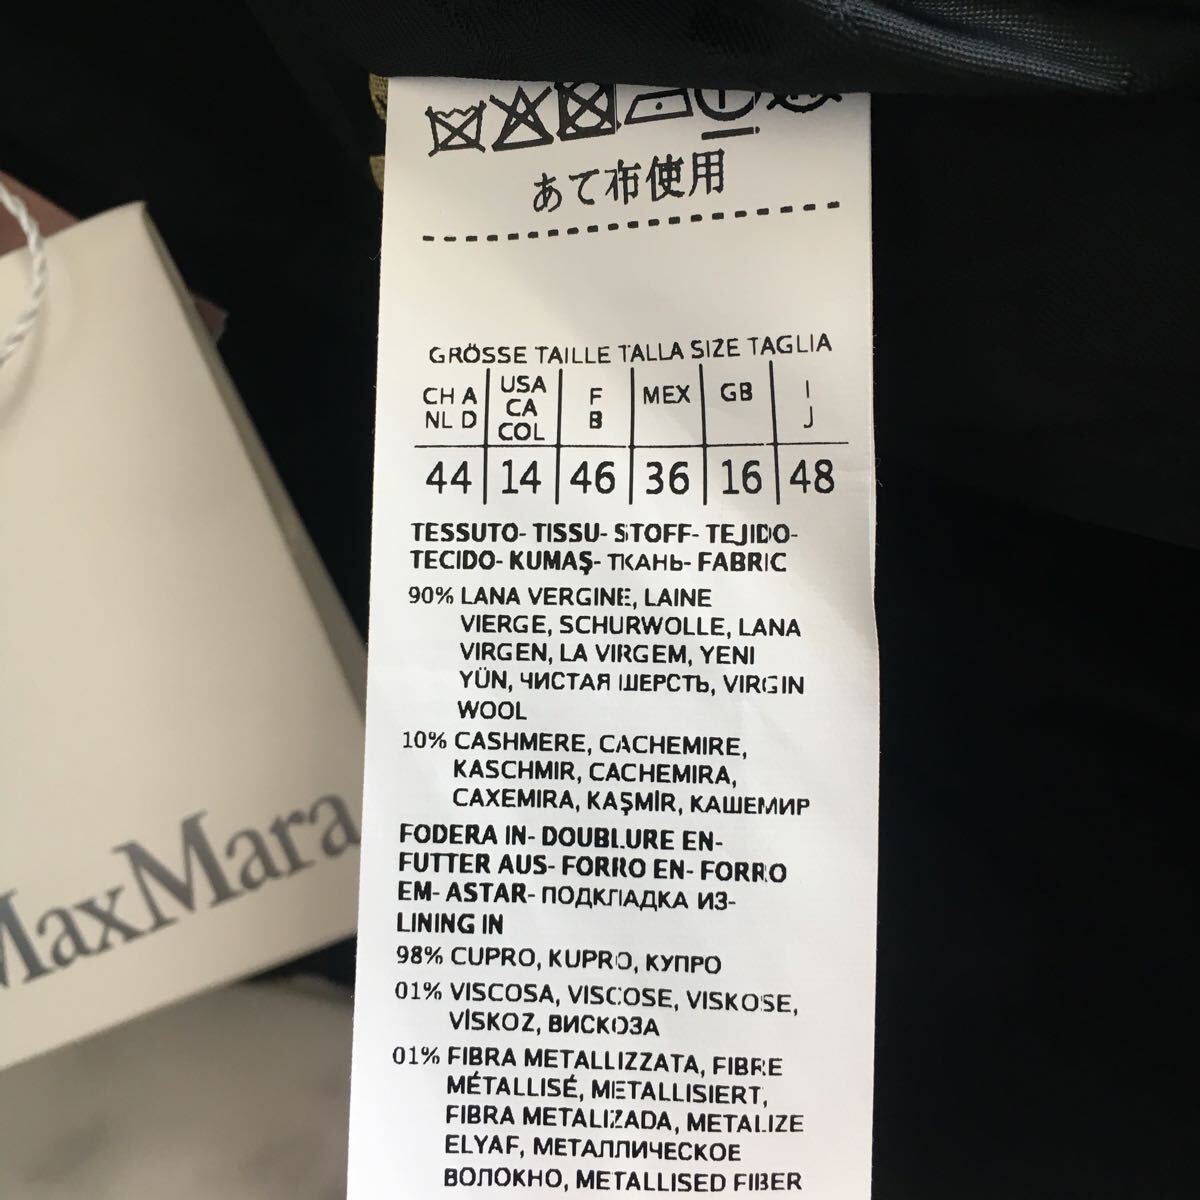 あて布使用
GRÖSSE TAILLE TALLA SIZE TAGLIA
CH A NL D USA CA COL F B MEX GB I J
44 14 46 36 16 48
TESSUTO- TISSU- STOFF- TEJIDO-
TECIDO- KUMAŞ- ТКАНЬ- FABRIC
90% LANA VERGINE, LAINE
VIERGE, SCHURWOLLE, LANA
VIRGEN, LA VIRGEM, YENI
YÜN, ЧИСТАЯ ШЕРСТЬ, VIRGIN
WOOL
10% CASHMERE, CACHEMIRE,
KASCHMIR, CACHEMIRA,
CAXEMIRA, KAŞMİR, КАШЕМИР
FODERA IN- DOUBLURE EN-
FUTTER AUS- FORRO EN- FORRO
EM- ASTAR- ПОДКЛАДКА ИЗ-
LINING IN
98% CUPRO, KUPRO, КУПРО
01% VISCOSA, VISCOSE, VISKOSE,
VİSKOZ, ВИСКОЗА
01% FIBRA METALLIZZATA, FIBRE
MÉTALLISÉ, METALLISIERT,
FIBRA METALIZADA, METALIZE
ELYAF, МЕТАЛЛИЧЕСКОЕ
ВОЛОКНО, METALLISED FIBER
MaxMara